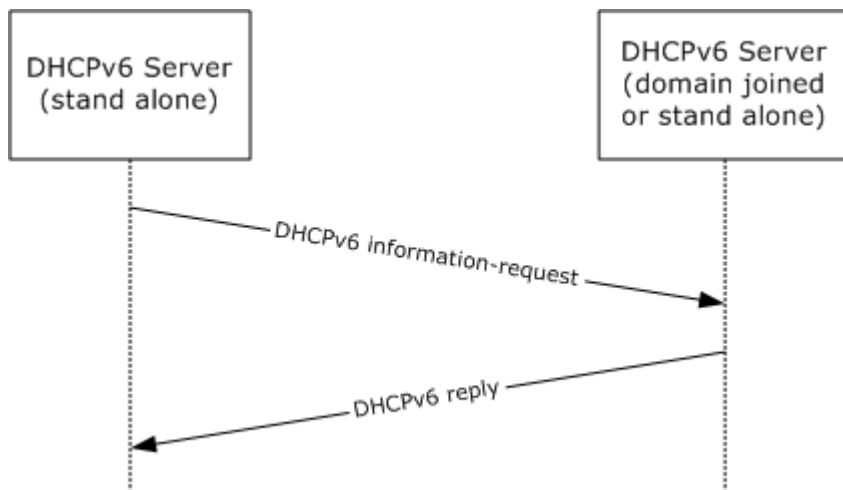 DHCPv6 Server
(stand alone)
DHCPv6 Server
(domain joined
or stand alone)
DHCPv6 information-request
DHCPv6 reply